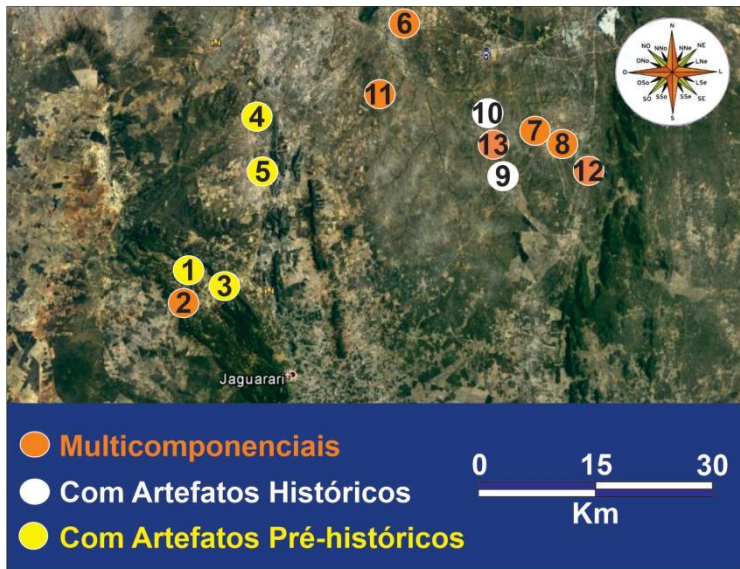 6
11
10
4
7
13
8
5
12
9
1
3
2
Jaguarari
N
NNo
NNe
NO
NE
ONo
LNe
O
L
OSo
LSe
SO
SE
SSo
SSe
S
Multicomponenciais
Com Artefatos Históricos
Com Artefatos Pré-históricos
0 15 30
Km